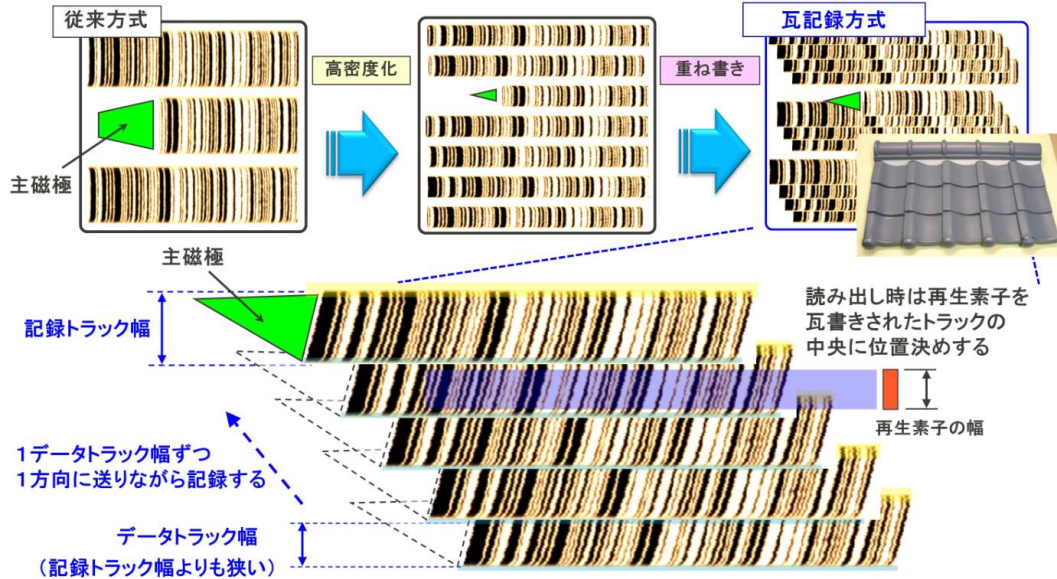 従来方式
高密度化
重ね書き
瓦記録方式
主磁極
主磁極
記録トラック幅
読み出し時は再生素子を
瓦書きされたトラックの
中央に位置決めする
再生素子の幅
1データトラック幅ずつ
1方向に送りながら記録する
データトラック幅
(記録トラック幅よりも狭い)